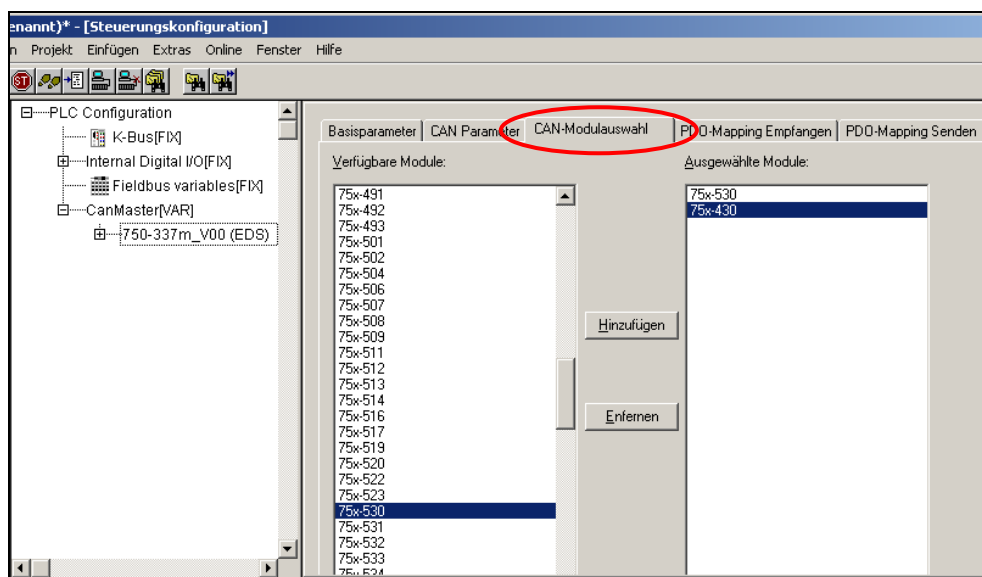 enannt)* - [Steuerungskonfiguration]
n Projekt Einfügen Extras Online Fenster Hilfe
PLC Configuration
K-Bus[FIX]
Internal Digital I/O[FIX]
Fieldbus variables[FIX]
CanMaster[VAR]
750-337m_V00 (EDS)
Basisparameter CAN Parameter CAN-Modulauswahl PDO-Mapping Empfangen PDO-Mapping Senden
Verfügbare Module:
75x-491
75x-492
75x-493
75x-501
75x-502
75x-504
75x-506
75x-507
75x-508
75x-509
75x-511
75x-512
75x-513
75x-514
75x-516
75x-517
75x-519
75x-520
75x-522
75x-523
75x-530
75x-531
75x-532
75x-533
75x-534
Hinzufügen
Enfernen
Ausgewählte Module:
75x-530
75x-430